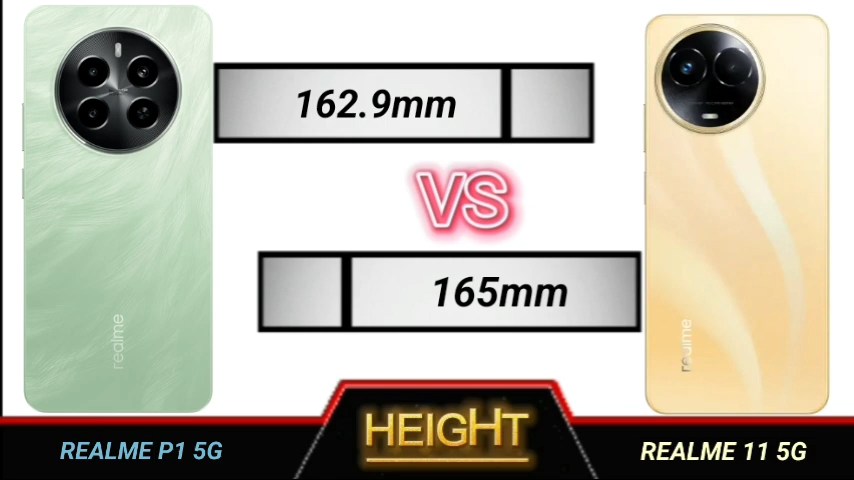 162.9mm
VS
165mm
realme
realme
HEIGHT
REALME P1 5G
REALME 11 5G